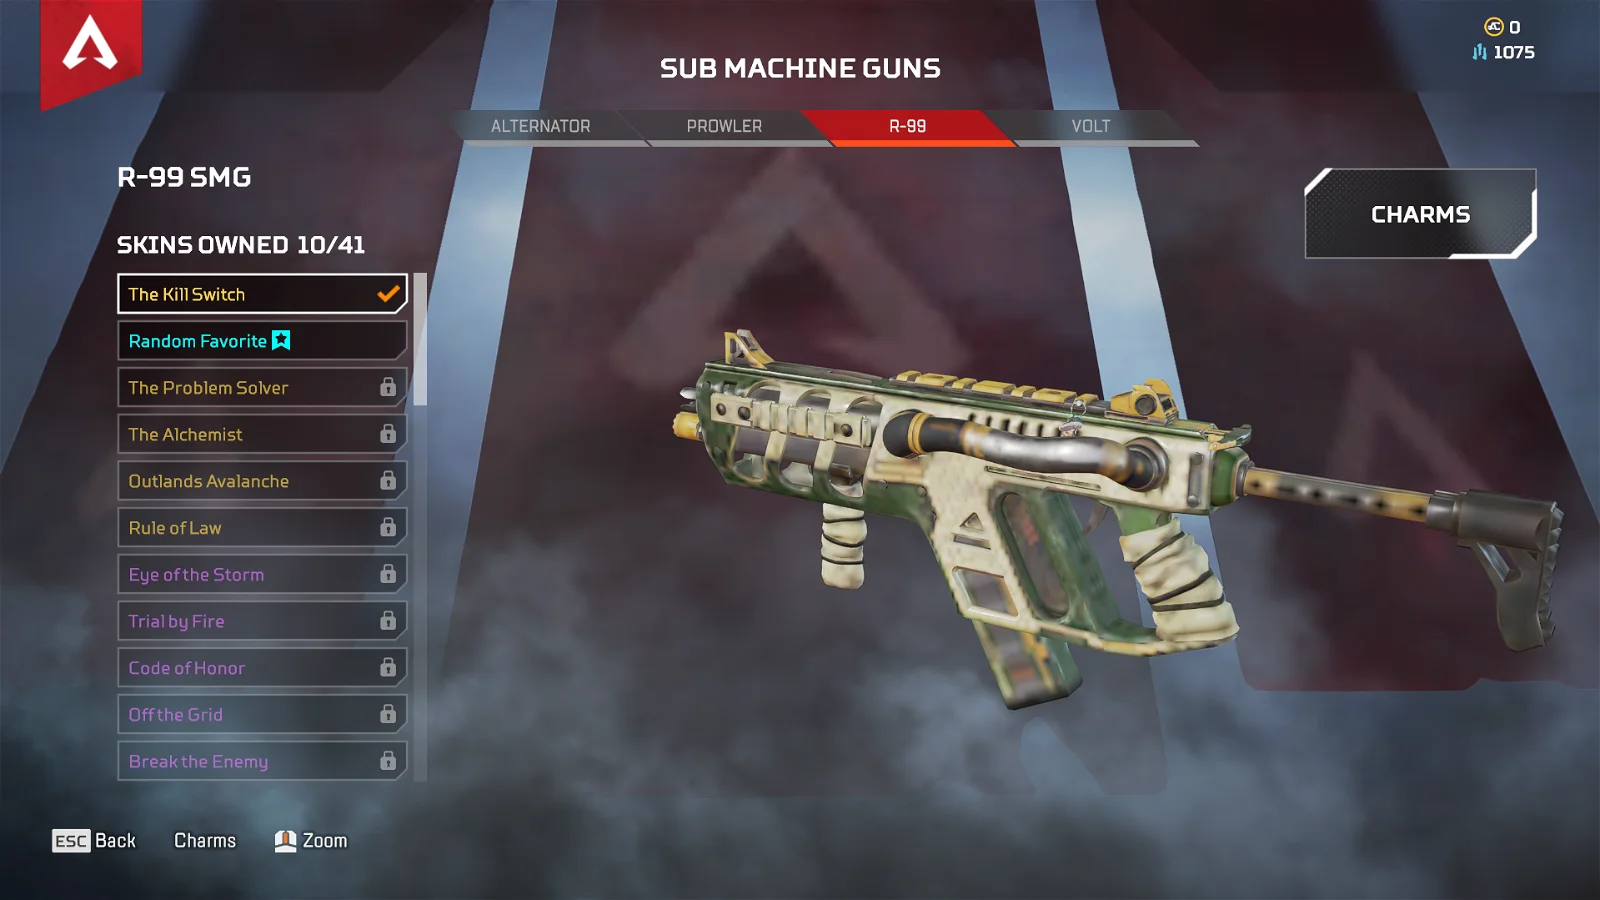 0
1075
SUB MACHINE GUNS
ALTERNATOR PROWLER R-99 VOLT
R-99 SMG
CHARMS
SKINS OWNED 10/41
The Kill Switch
Random Favorite
The Problem Solver
The Alchemist
Outlands Avalanche
Rule of Law
Eye of the Storm
Trial by Fire
Code of Honor
Off the Grid
Break the Enemy
ESC Back Charms Zoom